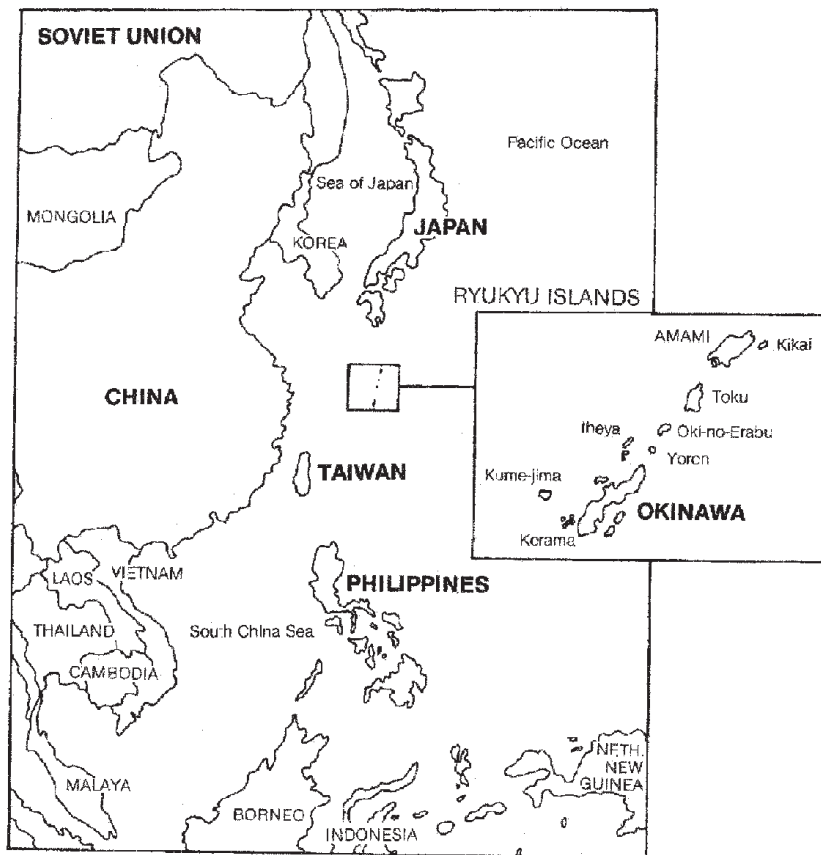 SOVIET UNION
Pacific Ocean
Sea of Japan
MONGOLIA
JAPAN
KOREA
RYUKYU ISLANDS
AMAMI
Kikai
CHINA
Toku
Iheya
Oki-no-Erabu
Yoron
TAIWAN
Kume-jima
OKINAWA
Kerama
VIETNAM
LAOS
PHILIPPINES
THAILAND
South China Sea
CAMBODIA
NETH.
NEW
GUINEA
MALAYA
BORNEO
INDONESIA